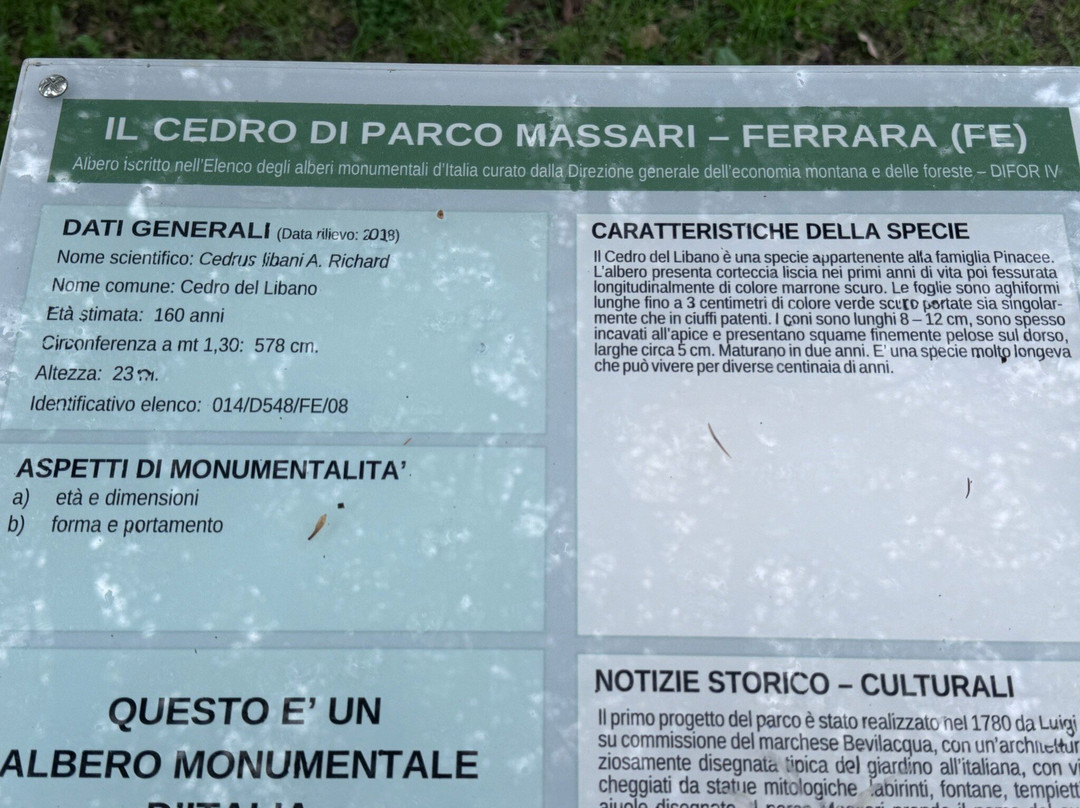 IL CEDRO DI PARCO MASSARI – FERRARA (FE)
Albero iscritto nell'Elenco degli alberi monumentali d'Italia curato dalla Direzione generale dell'economia montana e delle foreste – DIFOR IV
DATI GENERALI (Data rilievo: 2018)
Nome scientifico: Cedrus libani A. Richard
Nome comune: Cedro del Libano
Età stimata: 160 anni
Circonferenza a mt 1,30: 578 cm.
Altezza: 23 m.
Identificativo elenco: 014/D548/FE/08
ASPETTI DI MONUMENTALITA'
a) età e dimensioni
b) forma e portamento
QUESTO E' UN
ALBERO MONUMENTALE
D'ITALIA
CARATTERISTICHE DELLA SPECIE
Il Cedro del Libano è una specie appartenente alla famiglia Pinacee.
L'albero presenta corteccia liscia nei primi anni di vita poi fessurata
longitudinalmente di colore marrone scuro. Le foglie sono aghiformi
lunghe fino a 3 centimetri di colore verde scuro portate sia singolar-
mente che in ciuffi patenti. I coni sono lunghi 8 – 12 cm, sono spesso
incavati all'apice e presentano squame finemente pelose sul dorso,
larghe circa 5 cm. Maturano in due anni. E' una specie molto longeva
che può vivere per diverse centinaia di anni.
NOTIZIE STORICO – CULTURALI
Il primo progetto del parco è stato realizzato nel 1780 da Luigi
su commissione del marchese Bevilacqua, con un'architettur
ziosamente disegnata tipica del giardino all'italiana, con vi
cheggiati da statue mitologiche, labirinti, fontane, tempiett